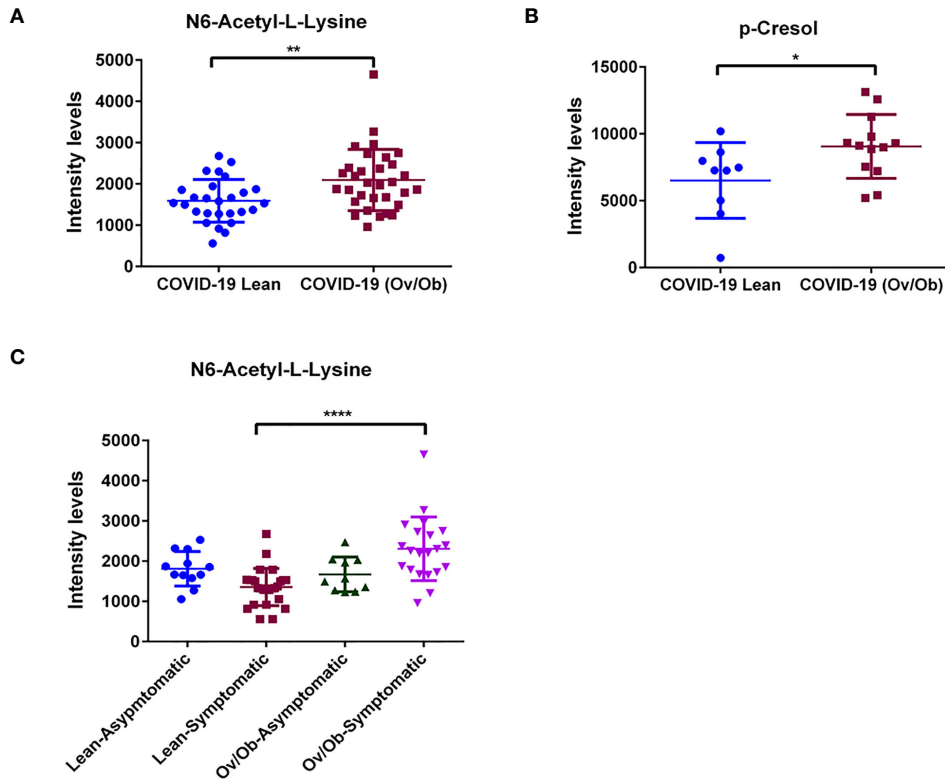 A
N6-Acetyl-L-Lysine
**
Intensity levels
5000
4000
3000
2000
1000
0
COVID-19 Lean
COVID-19 (Ov/Ob)
B
p-Cresol
*
Intensity levels
15000
10000
5000
0
COVID-19 Lean
COVID-19 (Ov/Ob)
C
N6-Acetyl-L-Lysine
****
Intensity levels
5000
4000
3000
2000
1000
0
Lean-Asypmtomatic
Lean-Symptomatic
Ov/Ob-Asymptomatic
Ov/Ob-Symptomatic